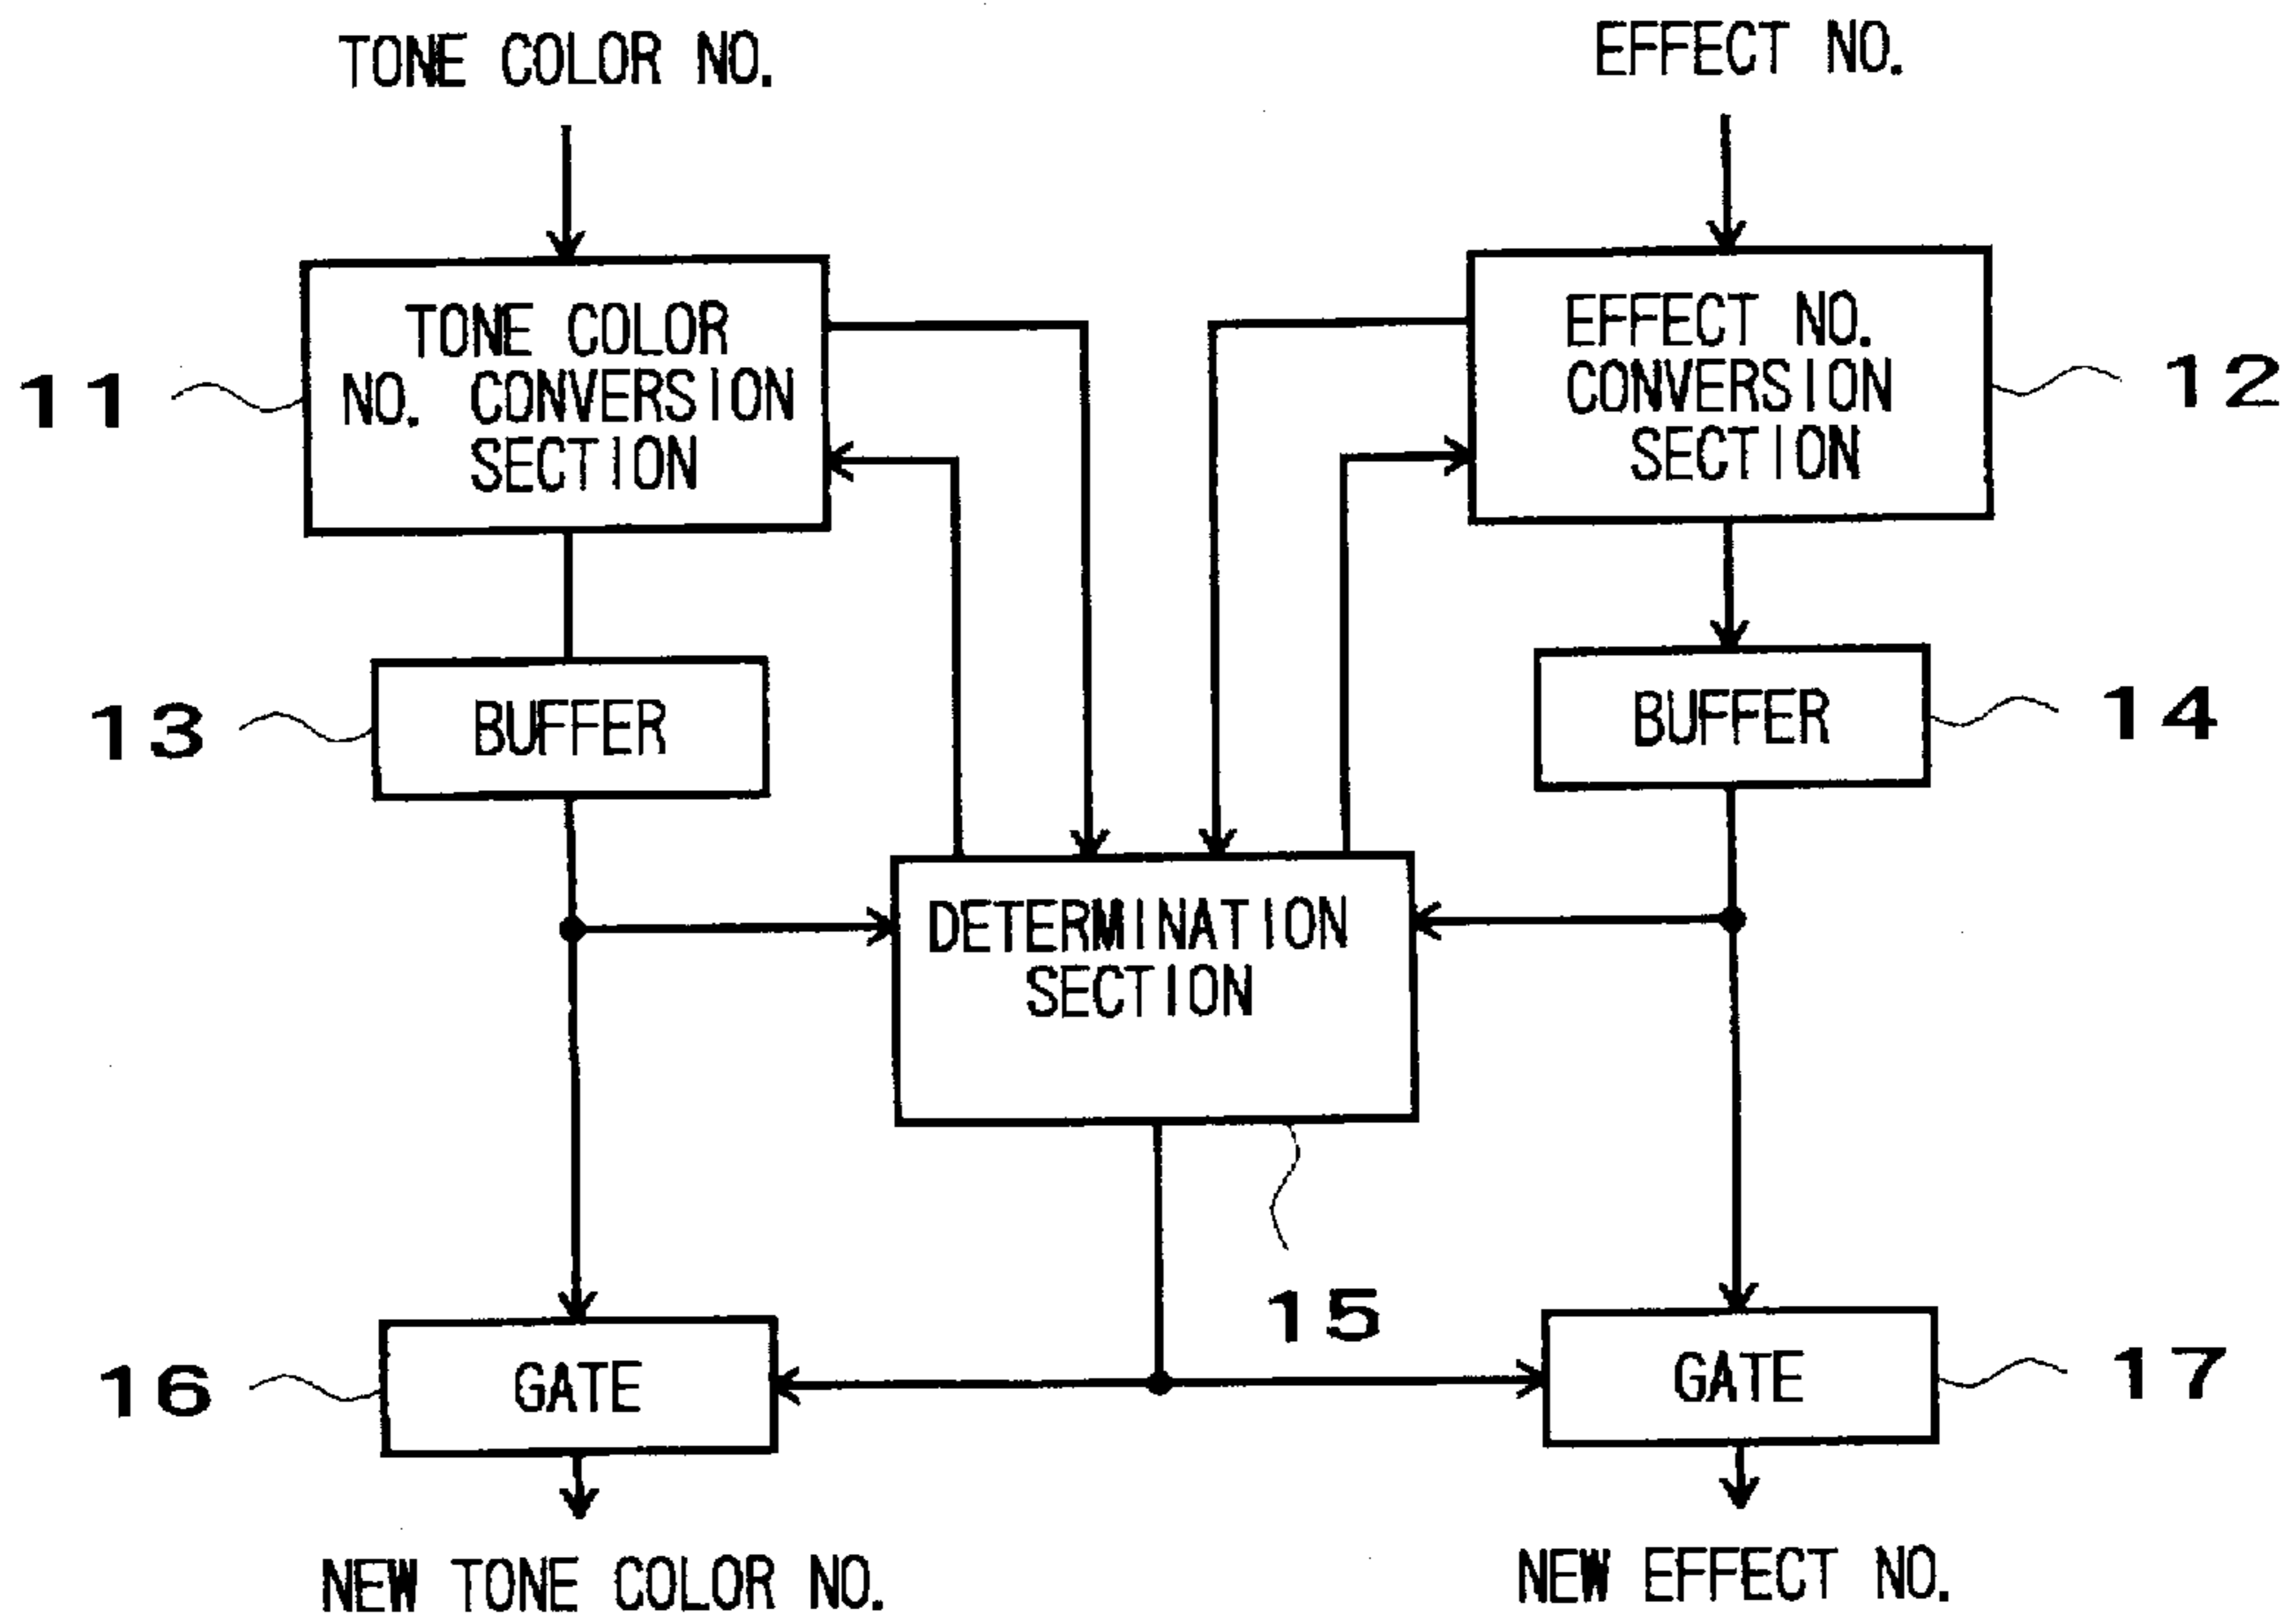 TONE COLOR NO.
EFFECT NO.
TONE COLOR
NO. CONVERSION
SECTION
11
EFFECT NO.
CONVERSION
SECTION
12
BUFFER
13
BUFFER
14
DETERMINATION
SECTION
15
GATE
16
GATE
17
NEW TONE COLOR NO.
NEW EFFECT NO.